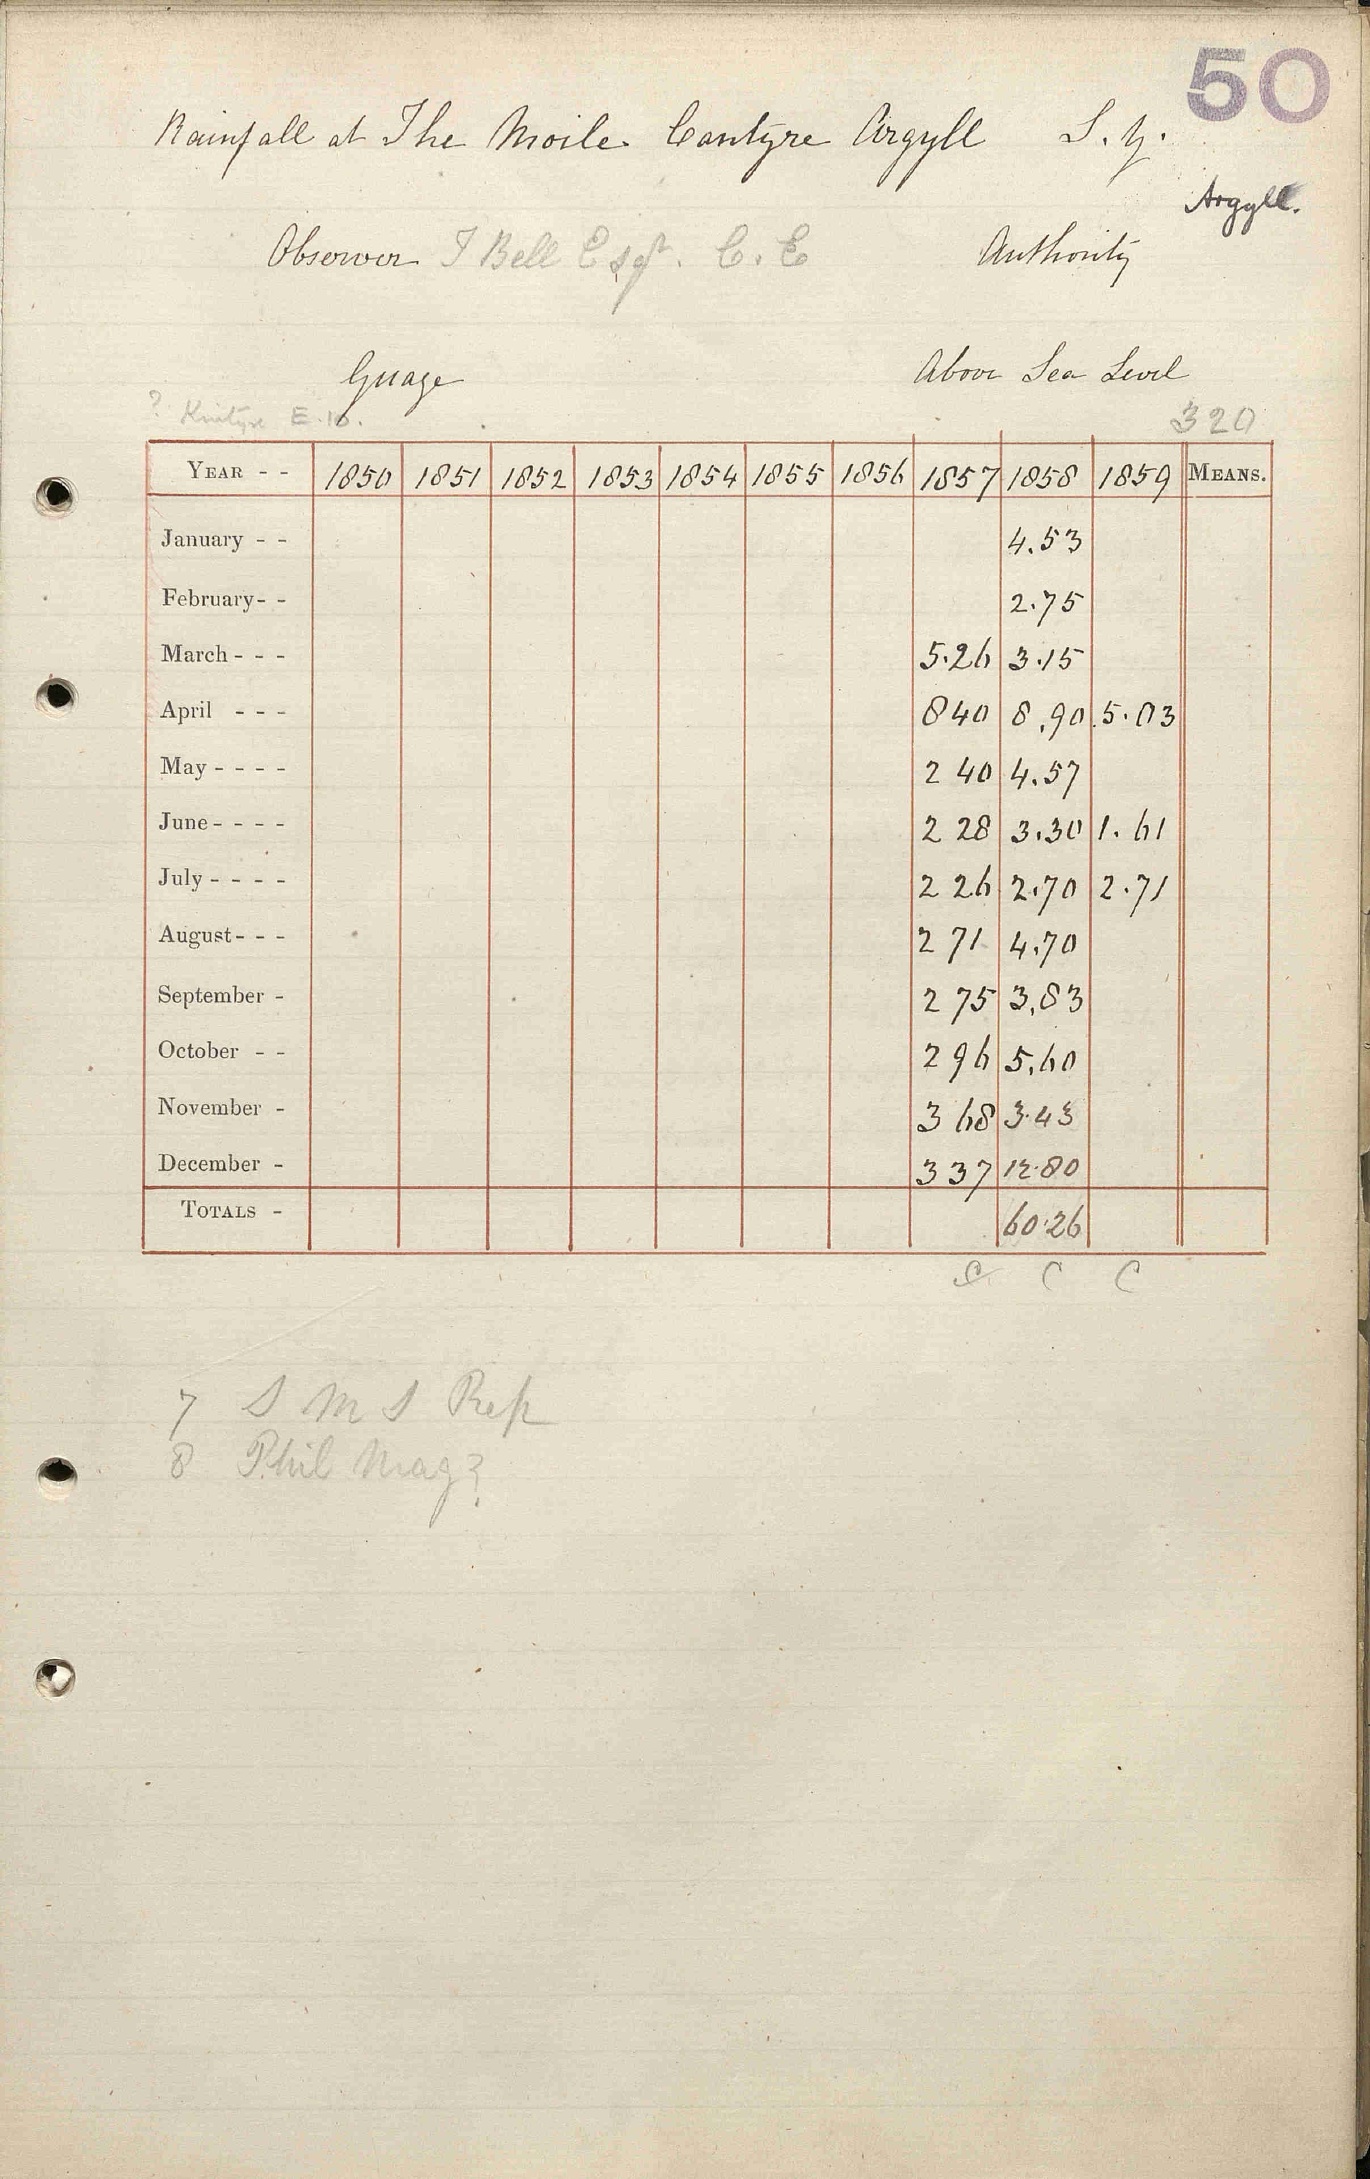 50
Rainfall at The Moile Cantyre Argyll S. y.
Argyll.
Observer T Bell Esqr. C. E Authority
Guage Above Sea Level
? Kintyre E. 10. 320
YEAR - - 1850 1851 1852 1853 1854 1855 1856 1857 1858 1859 MEANS.
January - - 4.53
February - - 2.75
March - - - 5.26 3.15
April - - - 840 8.90 5.03
May - - - - 2 40 4.57
June - - - - 2 28 3.30 1.61
July - - - - 2 26 2.70 2.71
August - - - 2 71 4.70
September - 2 75 3.83
October - - 2 96 5.60
November - 3 68 3.43
December - 3 37 12.80
TOTALS - 60.26
C C C
7 S M S Rep
8 Phil Mag?